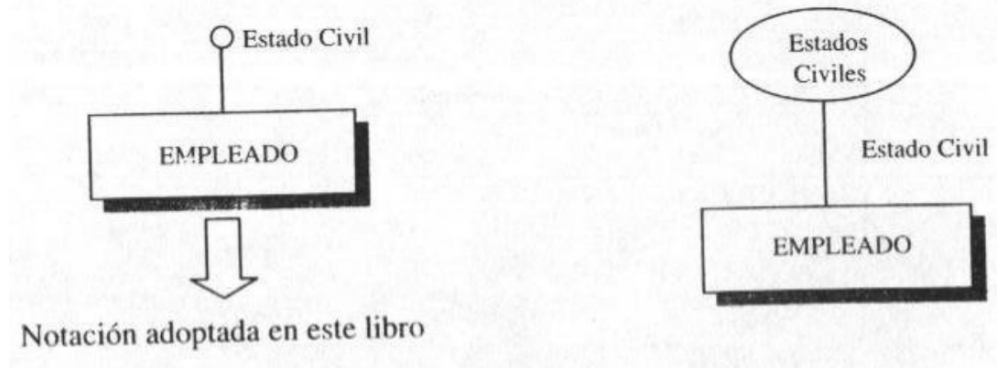 Estado Civil
EMPLEADO
Notación adoptada en este libro
Estados
Civiles
Estado Civil
EMPLEADO